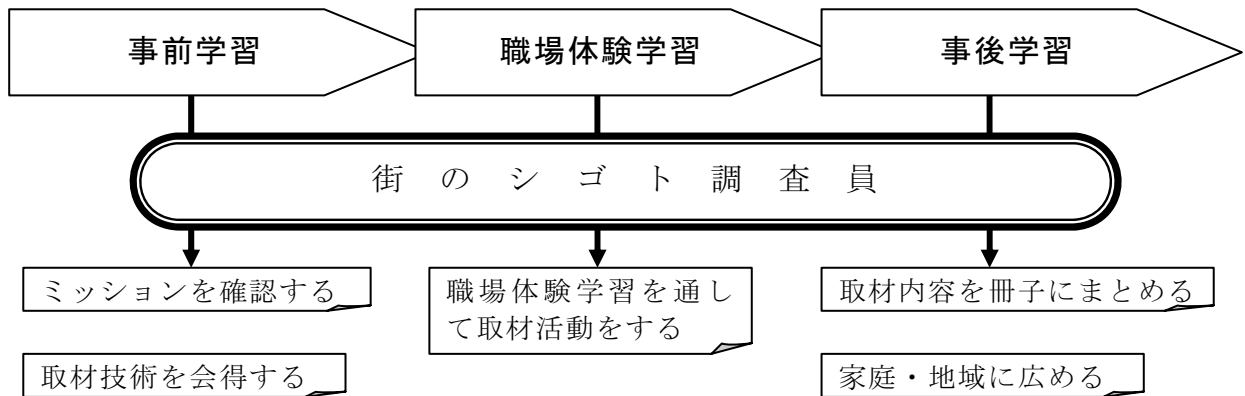 事前学習
職場体験学習
事後学習
街のシゴト調査員
ミッションを確認する
取材技術を会得する
職場体験学習を通し
て取材活動をする
取材内容を冊子にまとめる
家庭・地域に広める